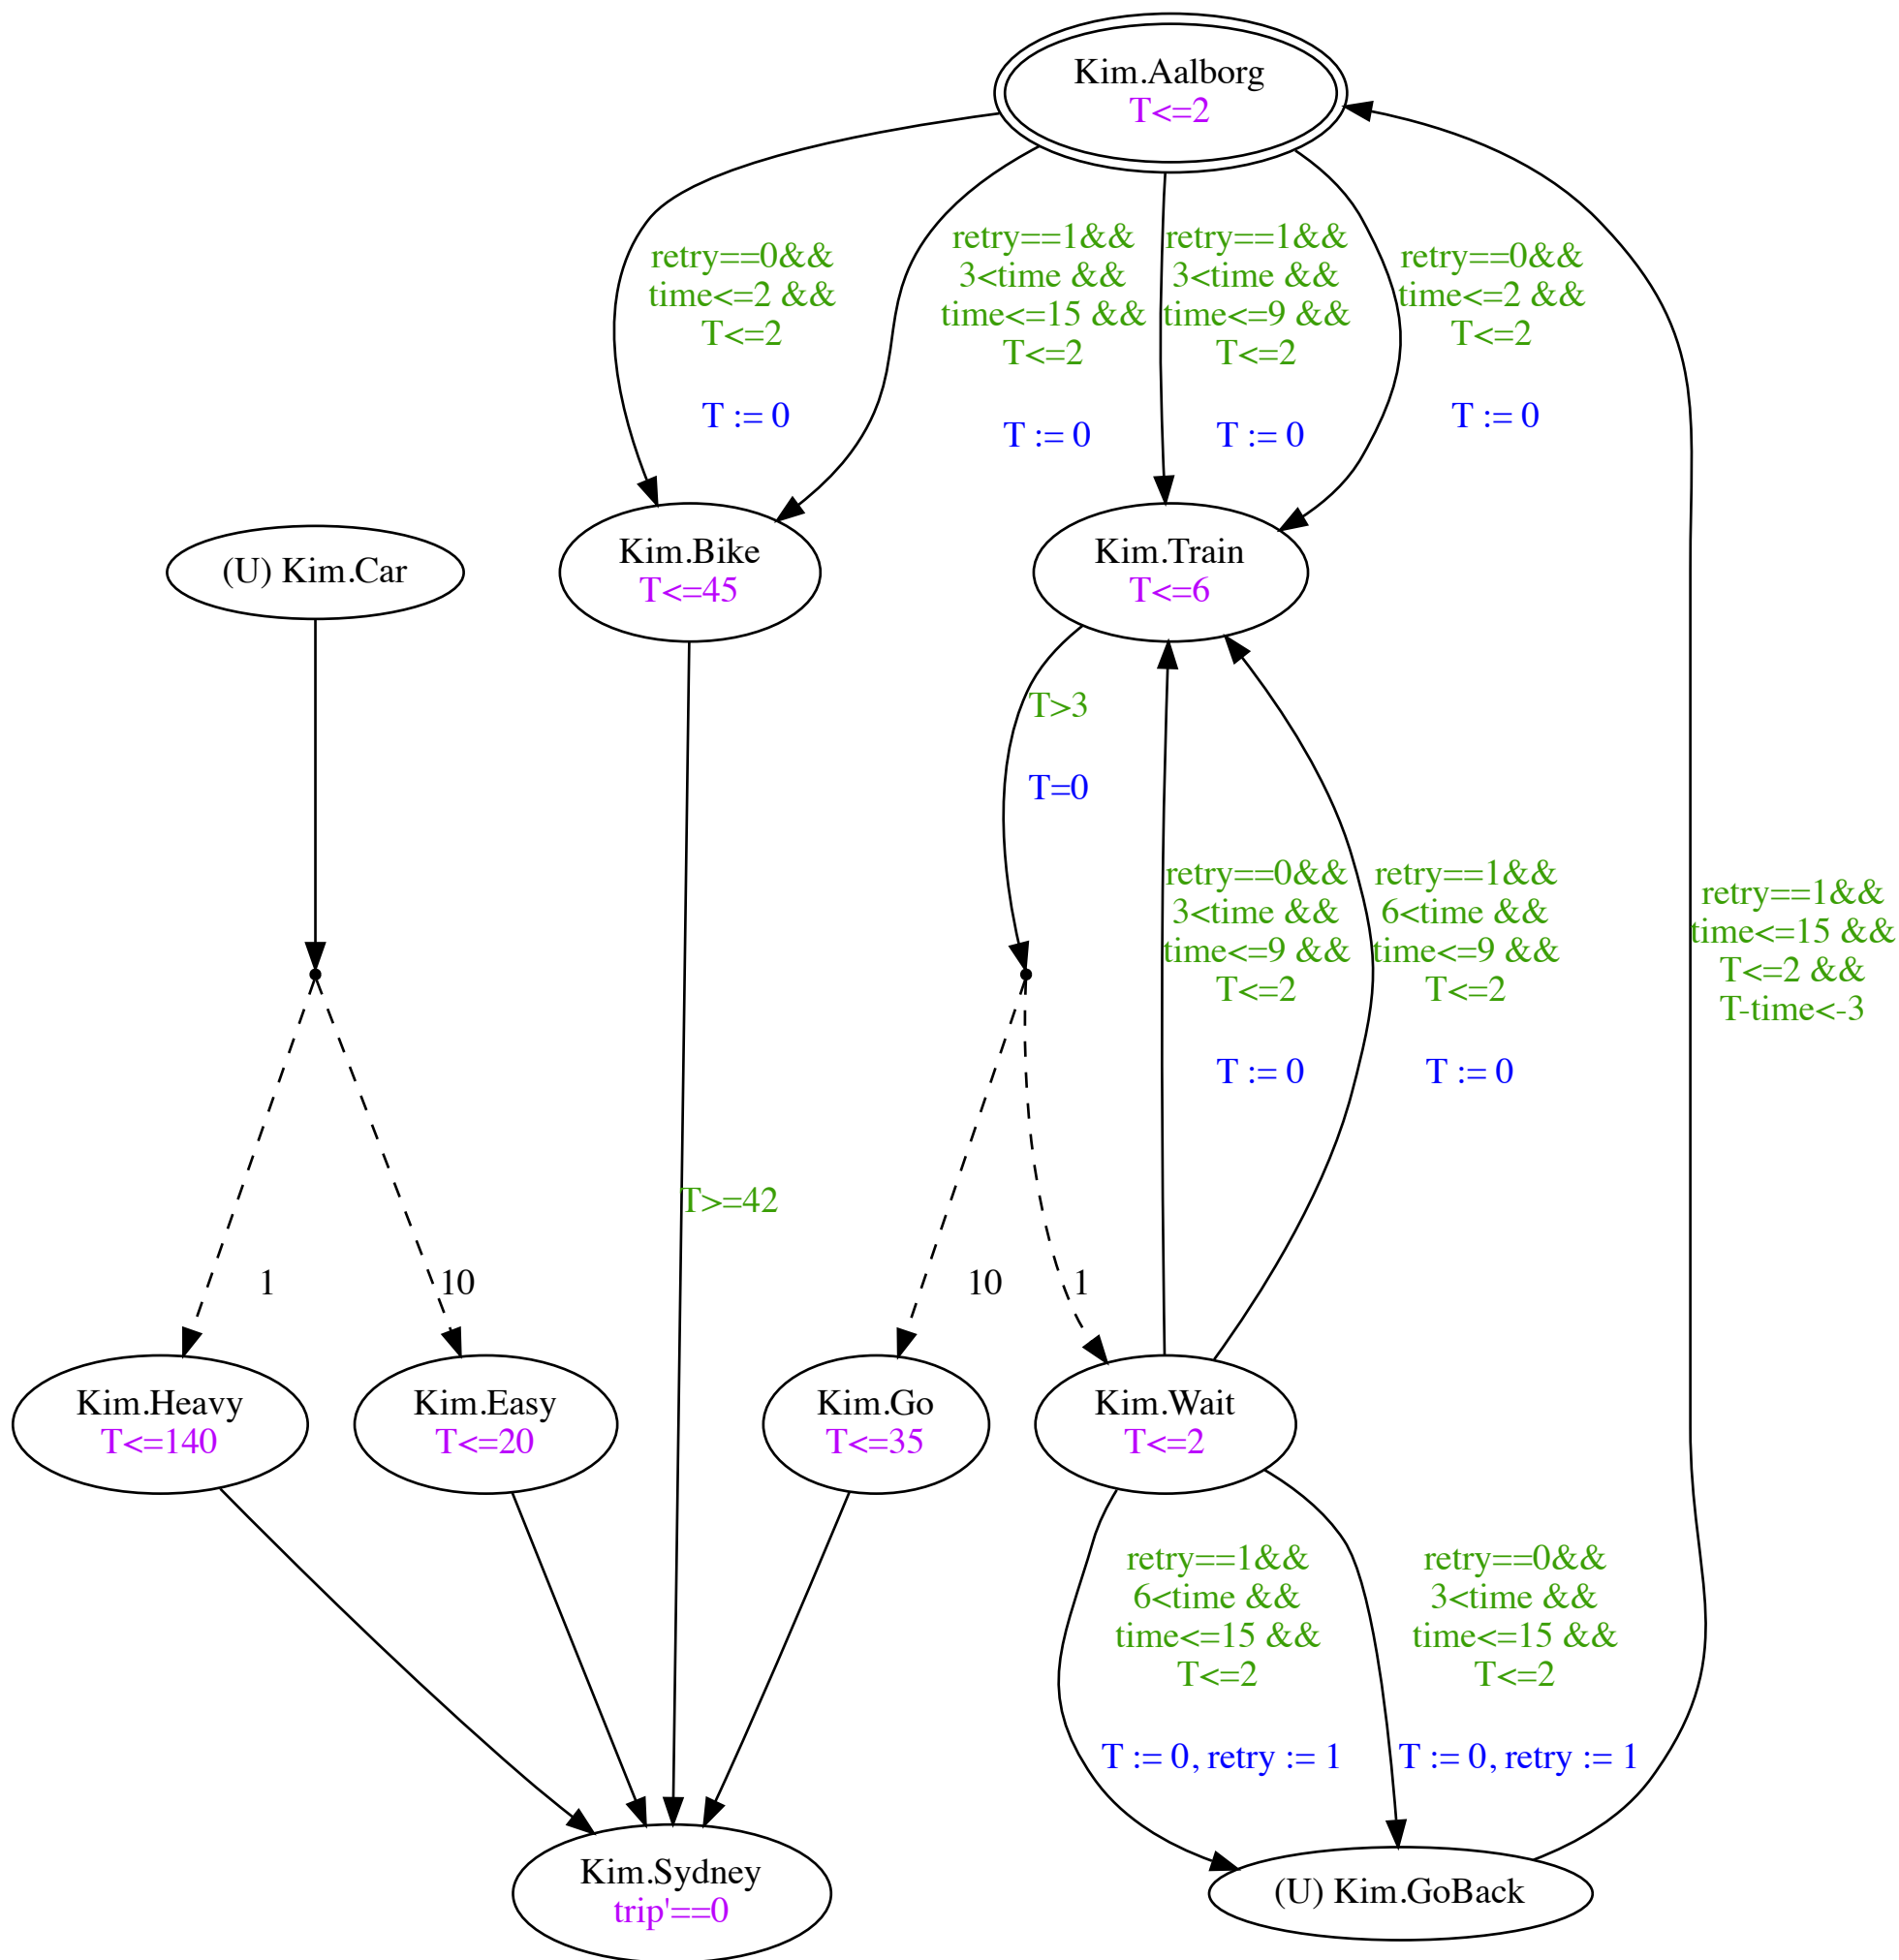 Kim.Aalborg
T<=2
retry==0&&
time<=2 &&
T<=2
T := 0
retry==1&&
3<time &&
time<=15 &&
T<=2
T := 0
retry==1&&
3<time &&
time<=9 &&
T<=2
T := 0
retry==0&&
time<=2 &&
T<=2
T := 0
(U) Kim.Car
Kim.Bike
T<=45
Kim.Train
T<=6
T>3
T=0
retry==0&&
3<time &&
time<=9 &&
T<=2
T := 0
retry==1&&
6<time &&
time<=9 &&
T<=2
T := 0
retry==1&&
time<=15 &&
T<=2 &&
T-time<-3
T>=42
1
10
10
1
Kim.Heavy
T<=140
Kim.Easy
T<=20
Kim.Go
T<=35
Kim.Wait
T<=2
retry==1&&
6<time &&
time<=15 &&
T<=2
T := 0, retry := 1
retry==0&&
3<time &&
time<=15 &&
T<=2
T := 0, retry := 1
Kim.Sydney
trip'==0
(U) Kim.GoBack